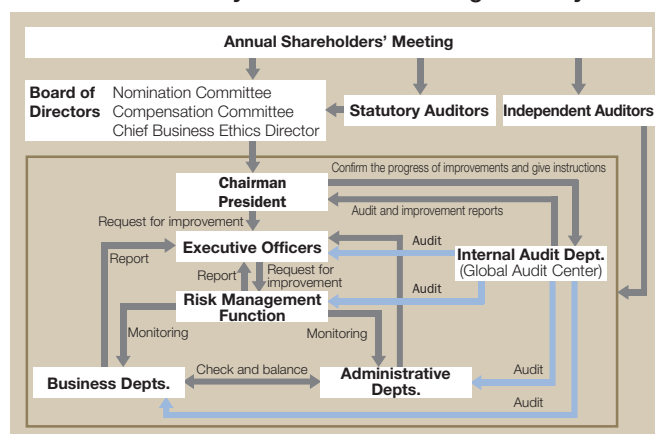 Annual Shareholders' Meeting
Board of Directors
Nomination Committee
Compensation Committee
Chief Business Ethics Director
Statutory Auditors
Independent Auditors
Confirm the progress of improvements and give instructions
Chairman
President
Audit and improvement reports
Request for improvement
Executive Officers
Audit
Internal Audit Dept.
(Global Audit Center)
Report
Report
Request for
improvement
Audit
Risk Management
Function
Monitoring
Monitoring
Business Depts.
Check and balance
Administrative
Depts.
Audit
Audit